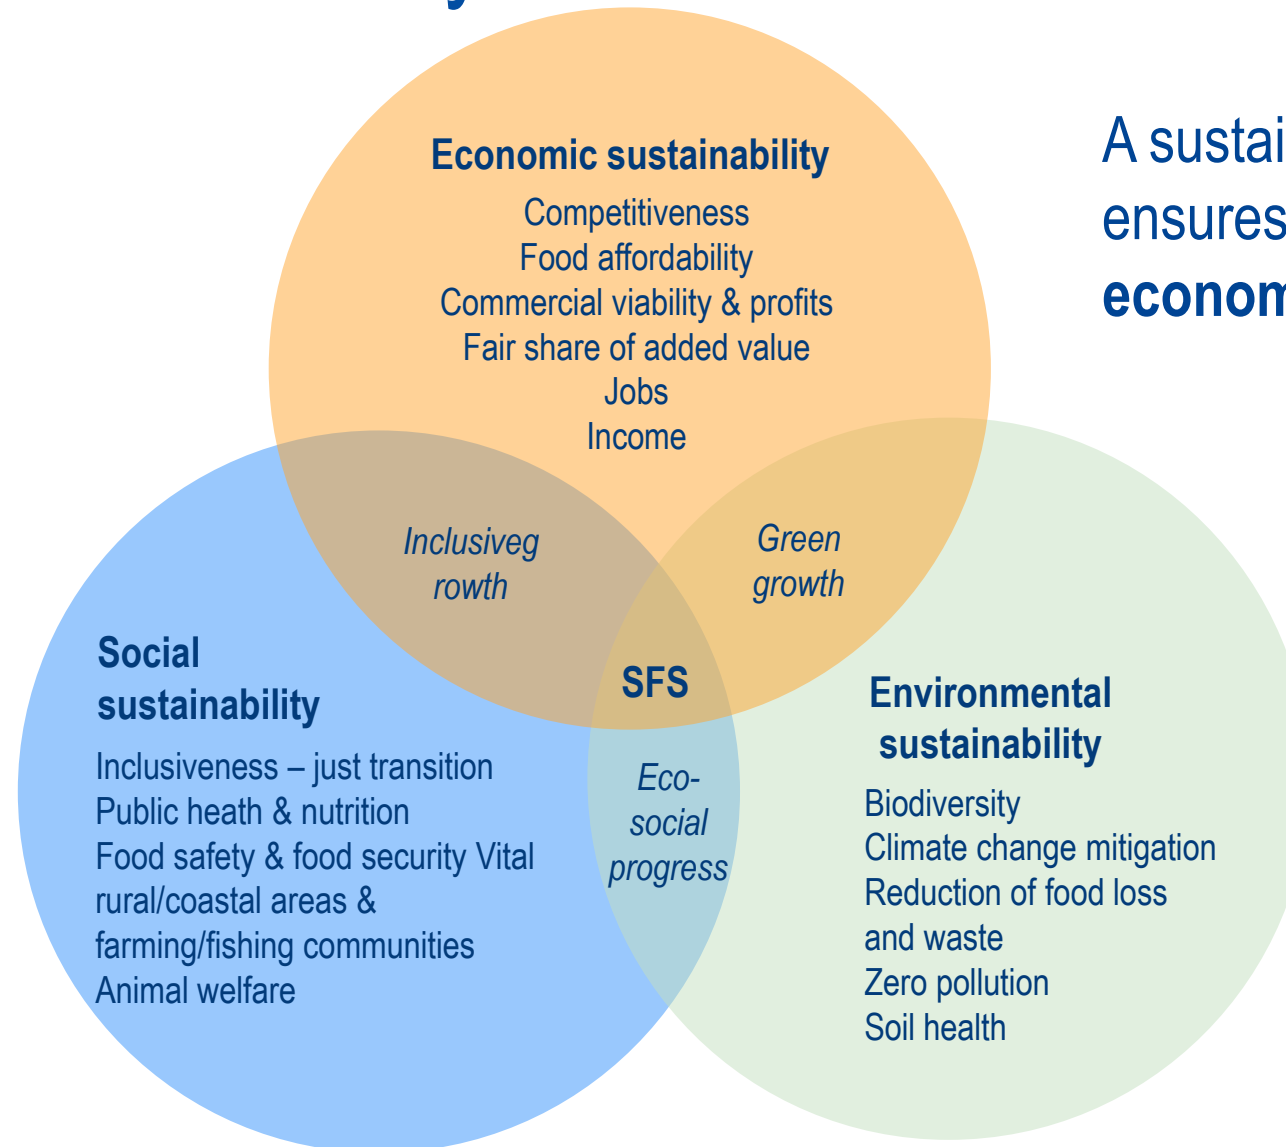 y
A sustai
ensures
econom
Economic sustainability
Competitiveness
Food affordability
Commercial viability & profits
Fair share of added value
Jobs
Income
Inclusiveg
rowth
Green
growth
SFS
Eco-
social
progress
Social
sustainability
Inclusiveness – just transition
Public heath & nutrition
Food safety & food security Vital
rural/coastal areas &
farming/fishing communities
Animal welfare
Environmental
sustainability
Biodiversity
Climate change mitigation
Reduction of food loss
and waste
Zero pollution
Soil health